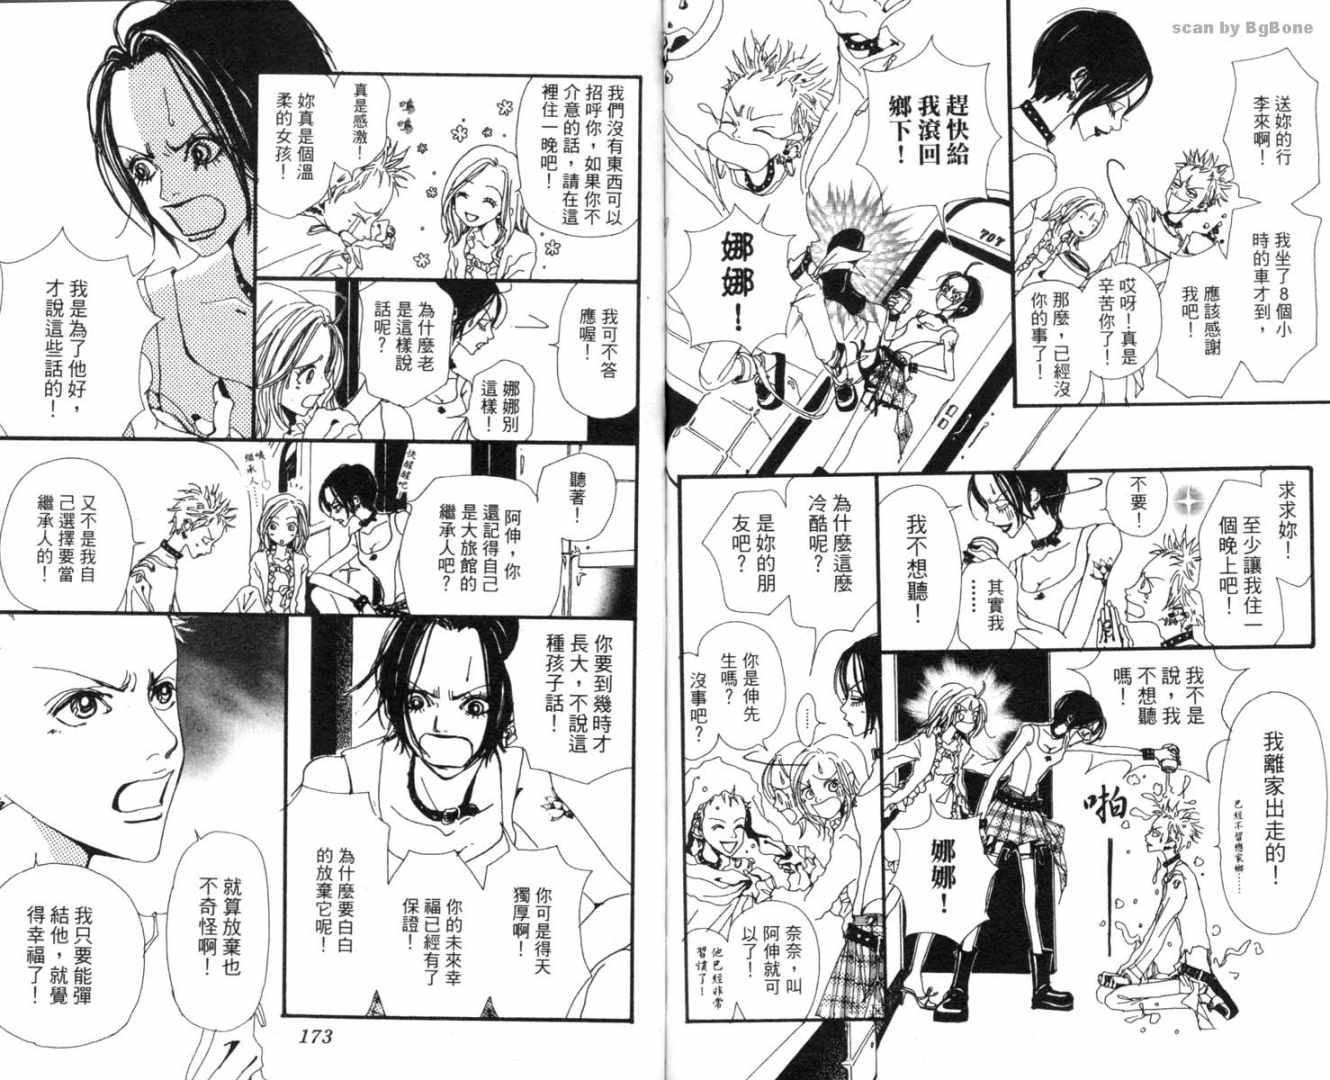 scan by BgBone
送妳的行
李來啊！
我坐了8個小
時的車才到，
應該感謝
我吧！
哎呀！真是
辛苦你了！
那麼，已經沒
你的事了！
趕快給
我滾回
鄉下！
707
娜娜！
求求妳！
至少讓我住一
個晚上吧！
不要！
其實我
……
我不想聽！
我離家出走的！
我不是
說，我
不想聽
嗎！
啪
娜娜！
為什麼這麼
冷酷呢？
是妳的朋
友吧？
……
你是伸先
生嗎？
沒事吧？
奈奈，叫
阿伸就可
以了！
他已經非常
習慣了！
我們沒有東西可以
招呼你，如果你不
介意的話，請在這
裡住一晚吧！
嗚
嗚
真是感激！
妳真是個溫
柔的女孩！
我可不答
應喔！
娜娜別
這樣！
為什麼老
是這樣說
話呢？
我是為了他好，
才說這些話的！
聽著！
阿伸，你
還記得自己
是大旅館的
繼承人吧？
快醒醒吧！
咦
繼承人…
又不是我自
己選擇要當
繼承人的！
你要到幾時才
長大，不說這
種孩子話！
你可是得天
獨厚啊！
你的未來幸
福已經有了
保證！
為什麼要白白
的放棄它呢！
就算放棄也
不奇怪啊！
我只要能彈
結他，就覺
得幸福了！
173